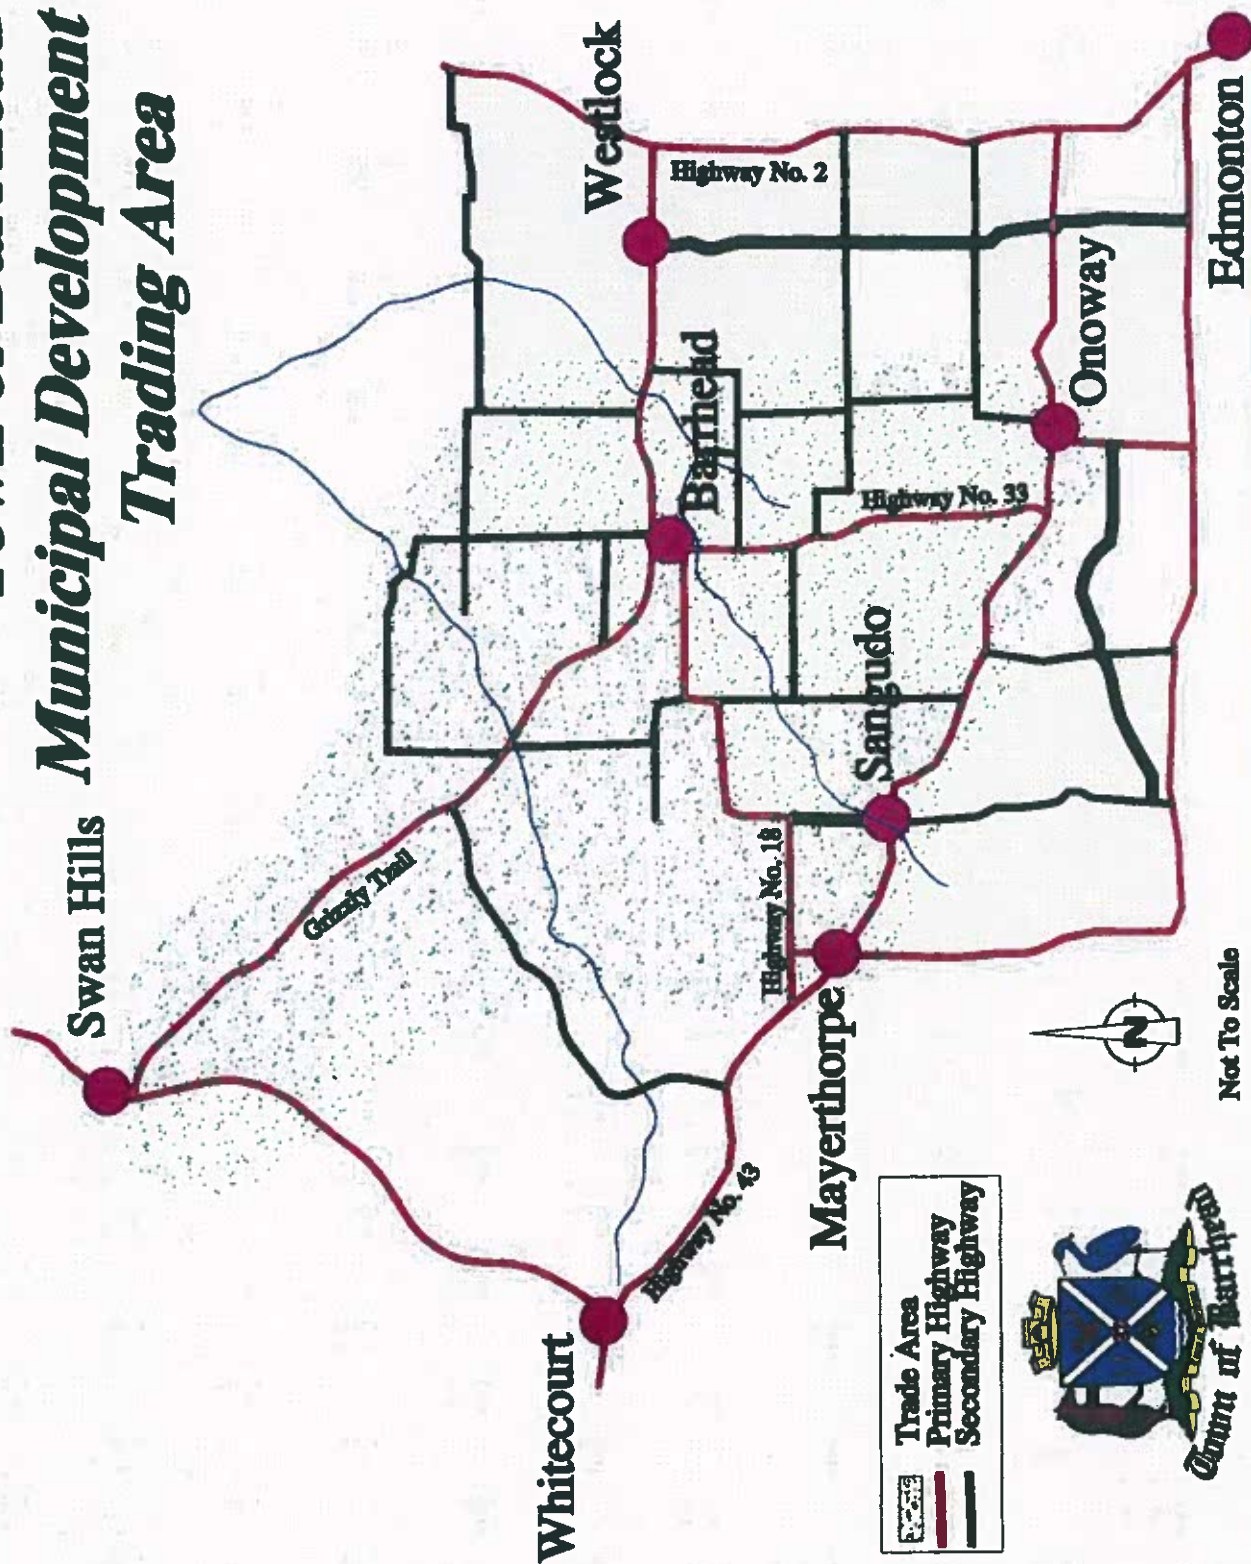 Municipal Development
Trading Area
Swan Hills
Grizzly Trail
Westlock
Highway No. 2
Barrhead
Highway No. 33
Whitecourt
Highway No. 43
Highway No. 18
Sangudo
Mayerthorpe
Onoway
Edmonton
Trade Area
Primary Highway
Secondary Highway
N
Not To Scale
Town of Barrhead